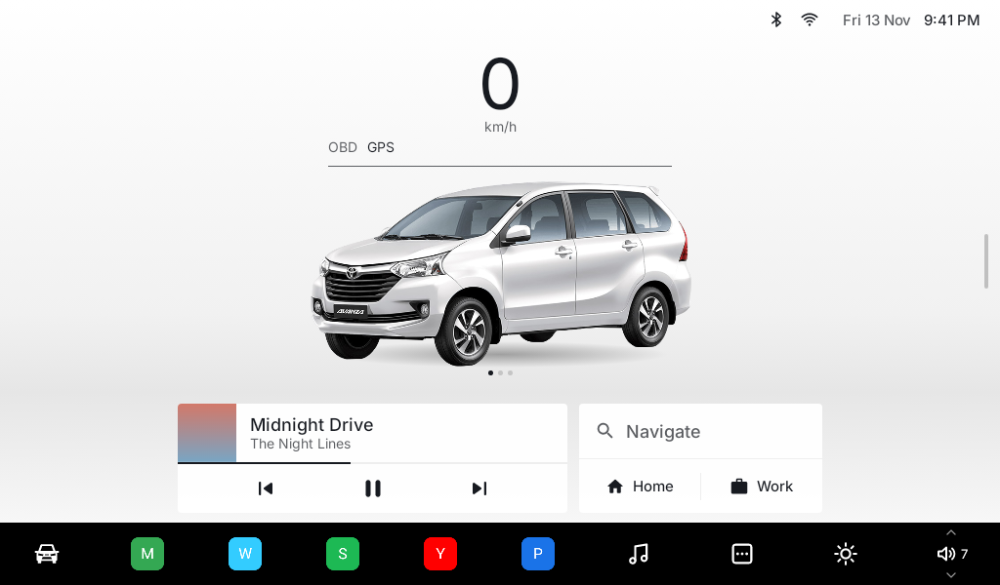 Fri 13 Nov 9:41 PM
0
km/h
OBD GPS
AVANZA
Midnight Drive
The Night Lines
Navigate
Home
Work
M W S Y P 7